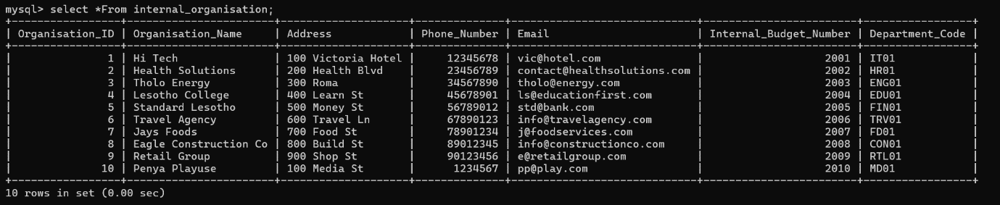 mysql> select *From internal_organisation;
+-----------------+-----------------------+--------------------+--------------+-----------------------------+------------------------+-----------------+
| Organisation_ID | Organisation_Name     | Address            | Phone_Number | Email                       | Internal_Budget_Number | Department_Code |
+-----------------+-----------------------+--------------------+--------------+-----------------------------+------------------------+-----------------+
|               1 | Hi Tech               | 100 Victoria Hotel |     12345678 | vic@hotel.com               |                   2001 | IT01            |
|               2 | Health Solutions      | 200 Health Blvd    |     23456789 | contact@healthsolutions.com |                   2002 | HR01            |
|               3 | Tholo Energy          | 300 Roma           |     34567890 | tholo@energy.com            |                   2003 | ENG01           |
|               4 | Lesotho College       | 400 Learn St       |     45678901 | ls@educationfirst.com       |                   2004 | EDU01           |
|               5 | Standard Lesotho      | 500 Money St       |     56789012 | std@bank.com                |                   2005 | FIN01           |
|               6 | Travel Agency         | 600 Travel Ln      |     67890123 | info@travelagency.com       |                   2006 | TRV01           |
|               7 | Jays Foods            | 700 Food St        |     78901234 | j@foodservices.com          |                   2007 | FD01            |
|               8 | Eagle Construction Co | 800 Build St       |     89012345 | info@constructionco.com     |                   2008 | CON01           |
|               9 | Retail Group          | 900 Shop St        |     90123456 | e@retailgroup.com           |                   2009 | RTL01           |
|              10 | Penya Playuse         | 100 Media St       |      1234567 | pp@play.com                 |                   2010 | MD01            |
+-----------------+-----------------------+--------------------+--------------+-----------------------------+------------------------+-----------------+
10 rows in set (0.00 sec)